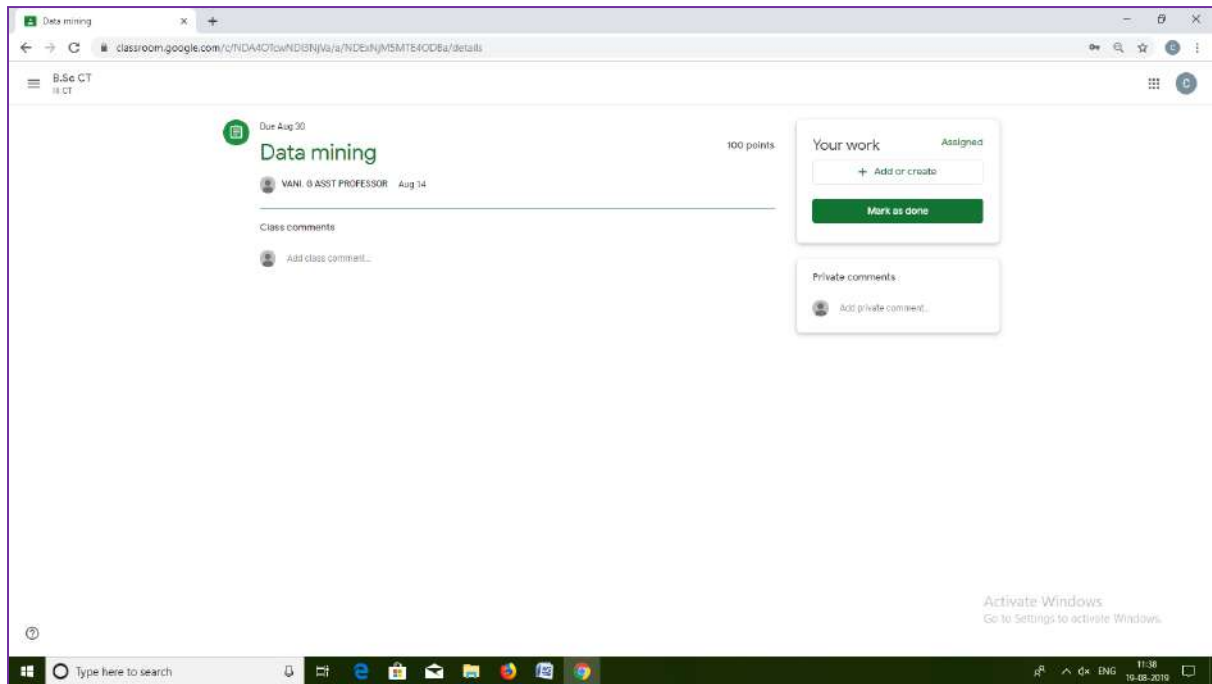 Data mining
classroom.google.com/c/
/details
B.Sc CT
III CT
Due Aug 30
Data mining
100 points
VANI. G ASST PROFESSOR Aug 14
Class comments
Add class comment...
Your work
Assigned
+ Add or create
Mark as done
Private comments
Add private comment...
Activate Windows
Go to Settings to activate Windows.
Type here to search
ENG
11:38
19-08-2019